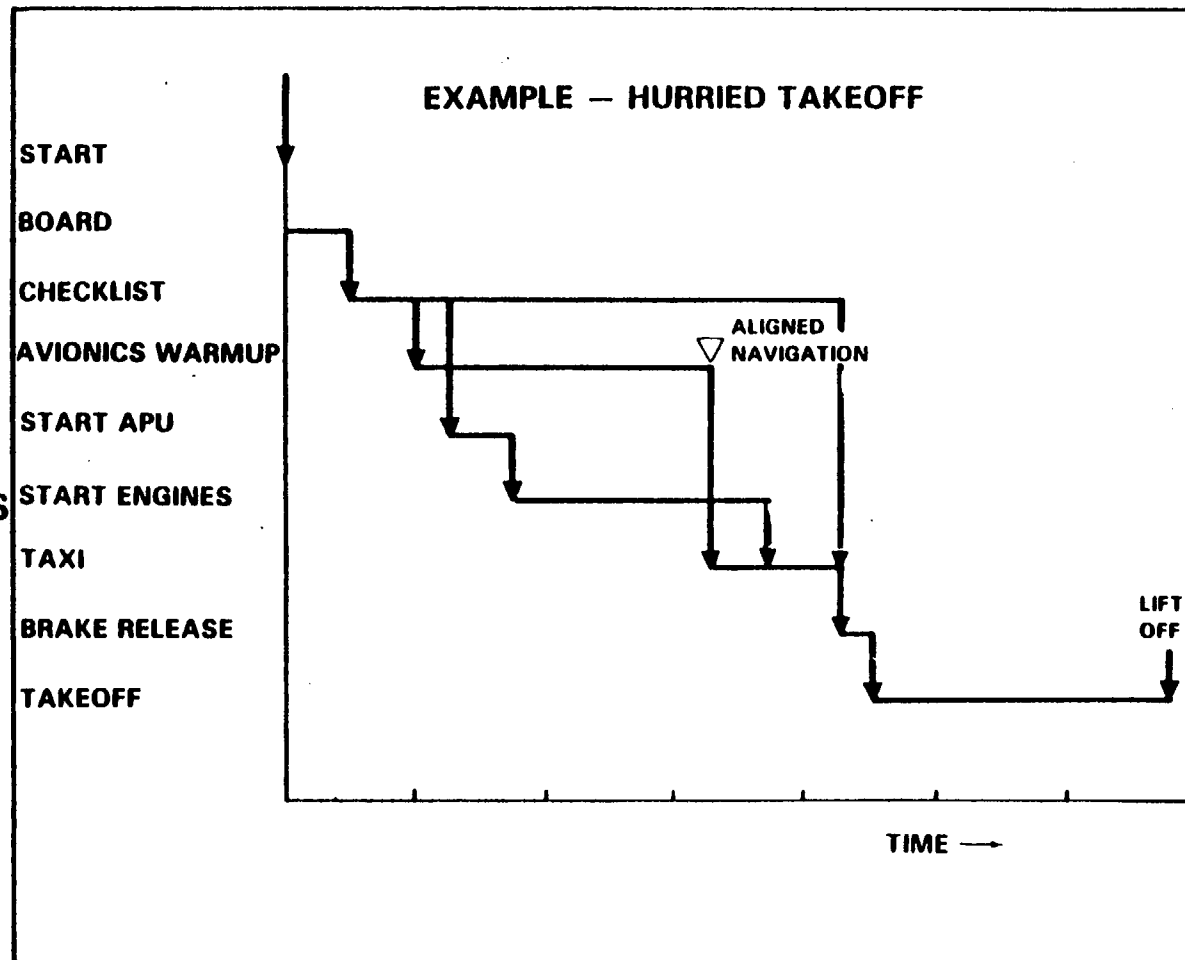 EXAMPLE — HURRIED TAKEOFF
START
BOARD
CHECKLIST
ALIGNED
AVIONICS WARMUP
NAVIGATION
START APU
S
START ENGINES
TAXI
LIFT
BRAKE RELEASE
OFF
TAKEOFF
TIME →